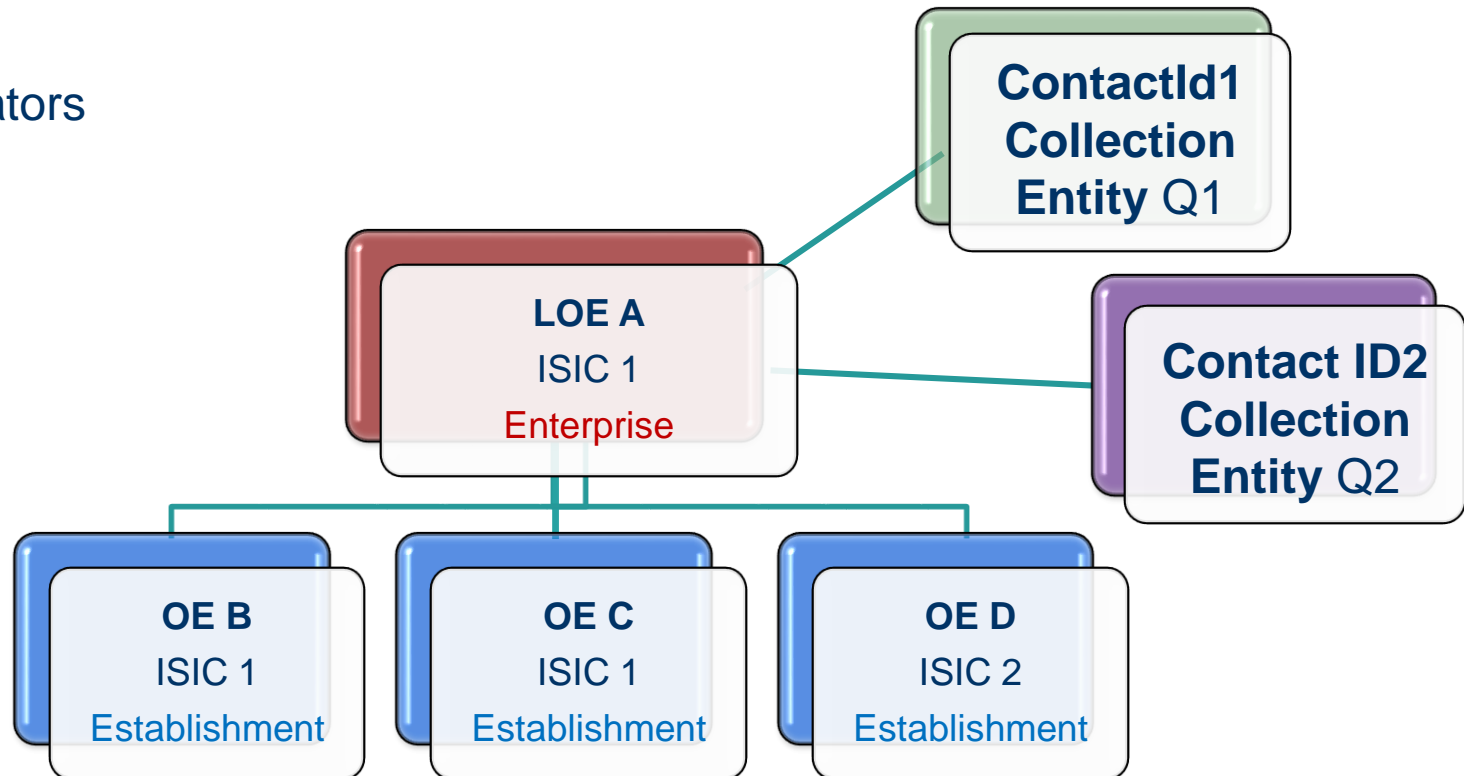 ators
ContactId1
Collection
Entity Q1
LOE A
ISIC 1
Enterprise
Contact ID2
Collection
Entity Q2
OE B
ISIC 1
Establishment
OE C
ISIC 1
Establishment
OE D
ISIC 2
Establishment